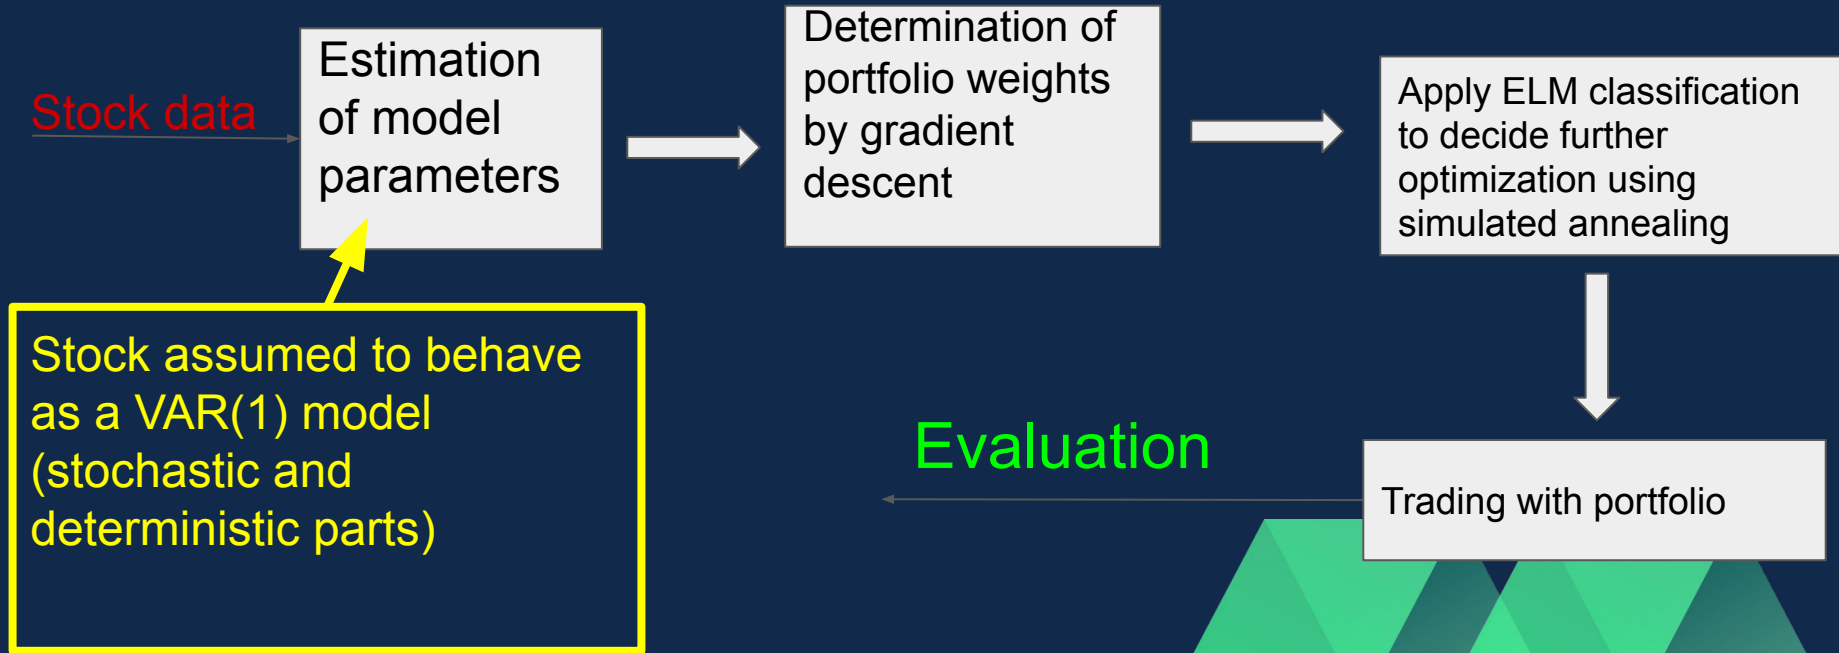 Stock data
Estimation
of model
parameters
Determination of
portfolio weights
by gradient
descent
Apply ELM classification
to decide further
optimization using
simulated annealing
Stock assumed to behave
as a VAR(1) model
(stochastic and
deterministic parts)
Evaluation
Trading with portfolio